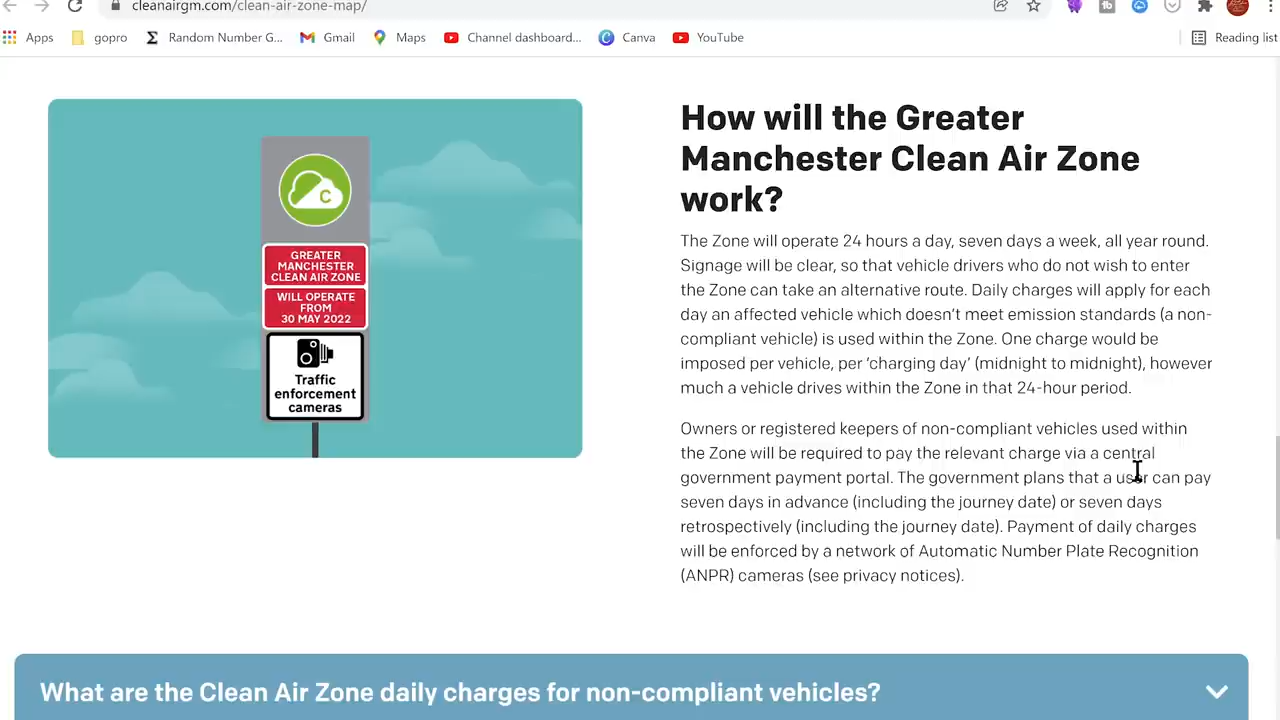 cleanairgm.com/clean-air-zone-map/
Apps gopro Random Number G... Gmail Maps Channel dashboard... Canva YouTube Reading list
C
GREATER
MANCHESTER
CLEAN AIR ZONE
WILL OPERATE
FROM
30 MAY 2022
Traffic
enforcement
cameras
How will the Greater
Manchester Clean Air Zone
work?
The Zone will operate 24 hours a day, seven days a week, all year round.
Signage will be clear, so that vehicle drivers who do not wish to enter
the Zone can take an alternative route. Daily charges will apply for each
day an affected vehicle which doesn’t meet emission standards (a non-
compliant vehicle) is used within the Zone. One charge would be
imposed per vehicle, per ‘charging day’ (midnight to midnight), however
much a vehicle drives within the Zone in that 24-hour period.
Owners or registered keepers of non-compliant vehicles used within
the Zone will be required to pay the relevant charge via a central
government payment portal. The government plans that a user can pay
seven days in advance (including the journey date) or seven days
retrospectively (including the journey date). Payment of daily charges
will be enforced by a network of Automatic Number Plate Recognition
(ANPR) cameras (see privacy notices).
What are the Clean Air Zone daily charges for non-compliant vehicles?